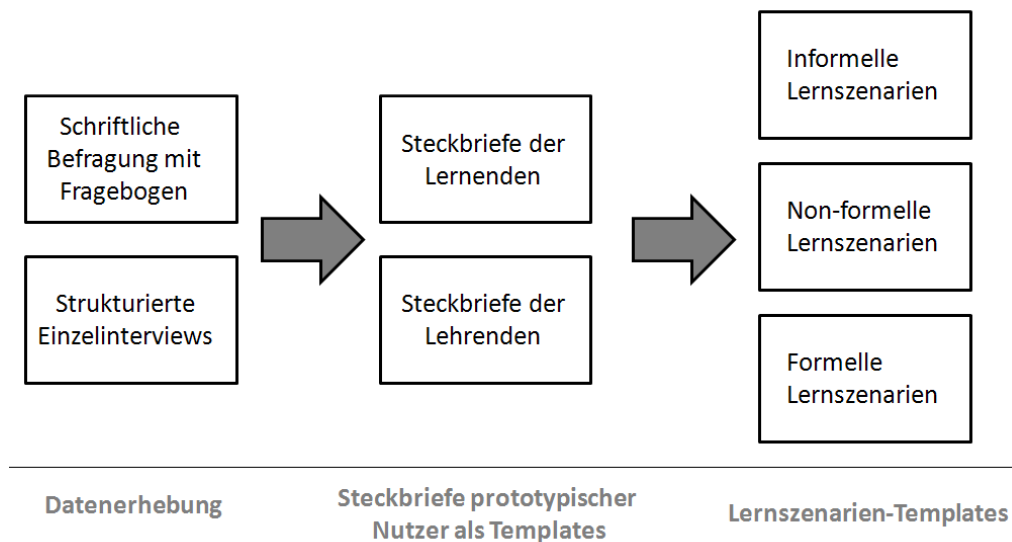 Schriftliche
Befragung mit
Fragebogen
Strukturierte
Einzelinterviews
Steckbriefe der
Lernenden
Steckbriefe der
Lehrenden
Informelle
Lernszenarien
Non-formelle
Lernszenarien
Formelle
Lernszenarien
Datenerhebung
Steckbriefe prototypischer
Nutzer als Templates
Lernszenarien-Templates